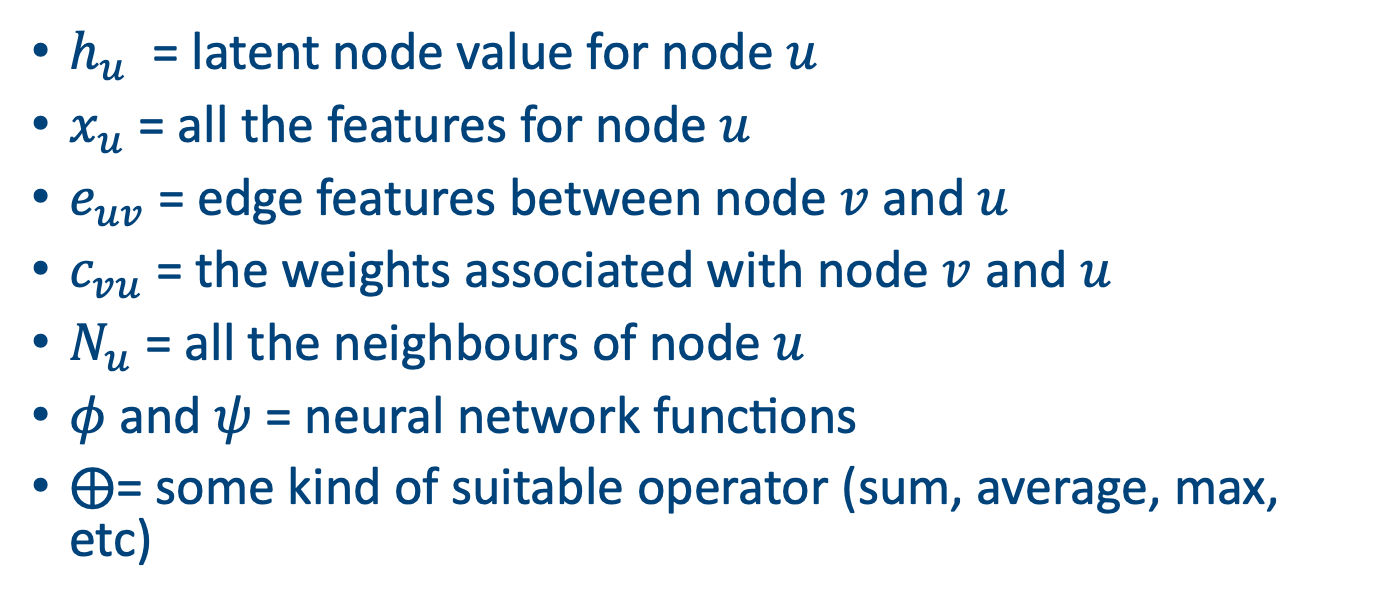 • hᵤ = latent node value for node u
• xᵤ = all the features for node u
• eᵤᵥ = edge features between node v and u
• cᵥᵤ = the weights associated with node v and u
• Nᵤ = all the neighbours of node u
• ϕ and ψ = neural network functions
• ⊕= some kind of suitable operator (sum, average, max,
etc)